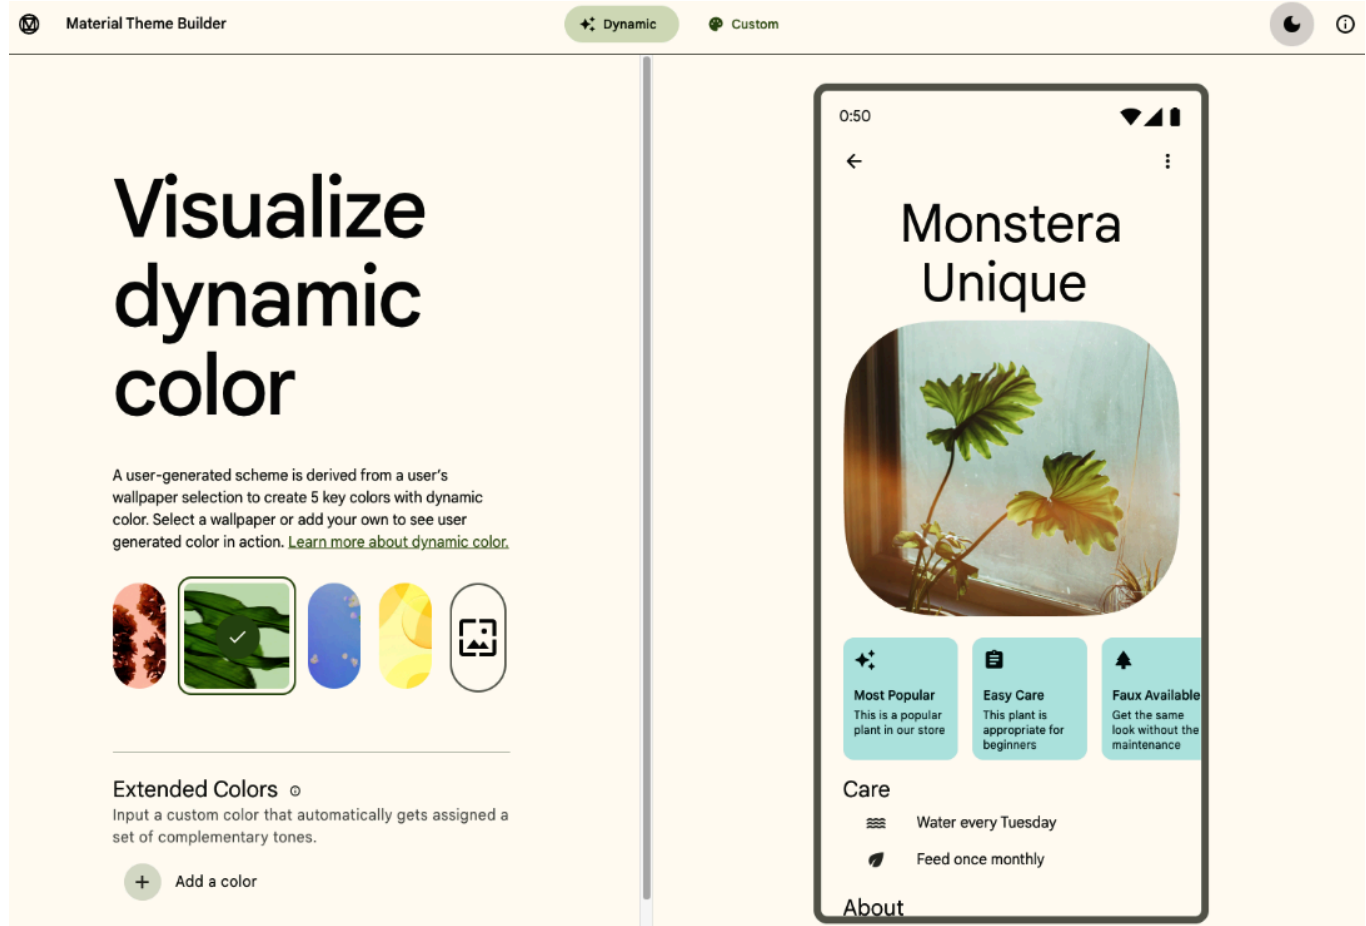 Material Theme Builder
Dynamic
Custom
Visualize
dynamic
color
A user-generated scheme is derived from a user's
wallpaper selection to create 5 key colors with dynamic
color. Select a wallpaper or add your own to see user
generated color in action. Learn more about dynamic color.
Extended Colors
Input a custom color that automatically gets assigned a
set of complementary tones.
+ Add a color
0:50
Monstera
Unique
Most Popular
This is a popular
plant in our store
Easy Care
This plant is
appropriate for
beginners
Faux Available
Get the same
look without the
maintenance
Care
Water every Tuesday
Feed once monthly
About